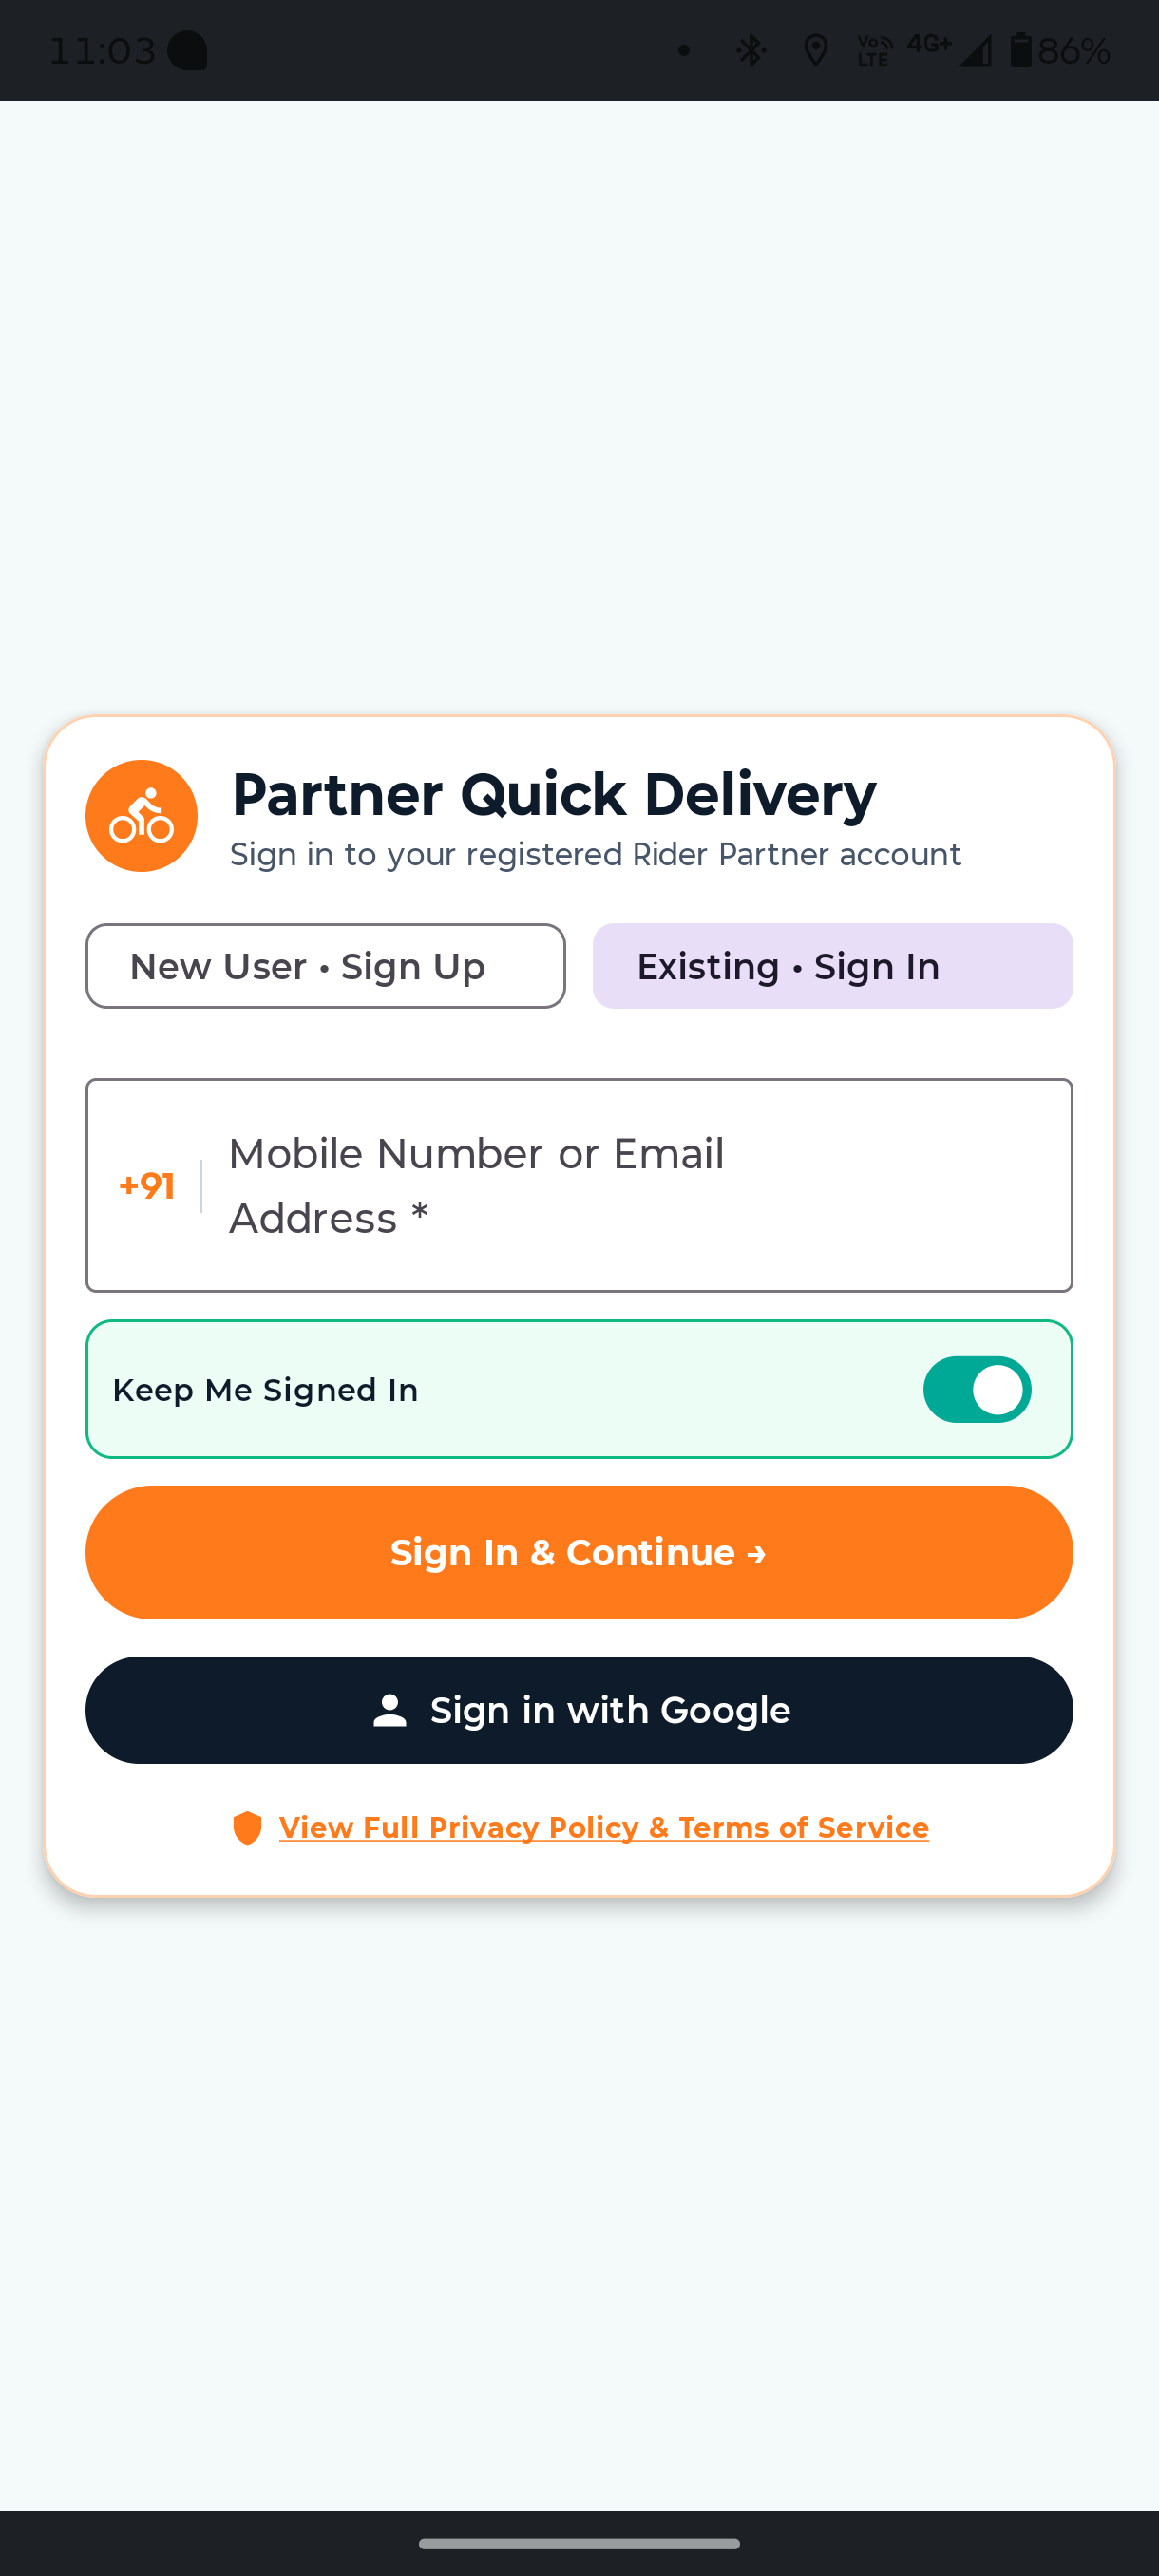 11:03
VoLTE 4G+ 86%
Partner Quick Delivery
Sign in to your registered Rider Partner account
New User • Sign Up
Existing • Sign In
+91
Mobile Number or Email
Address *
Keep Me Signed In
Sign In & Continue →
Sign in with Google
View Full Privacy Policy & Terms of Service